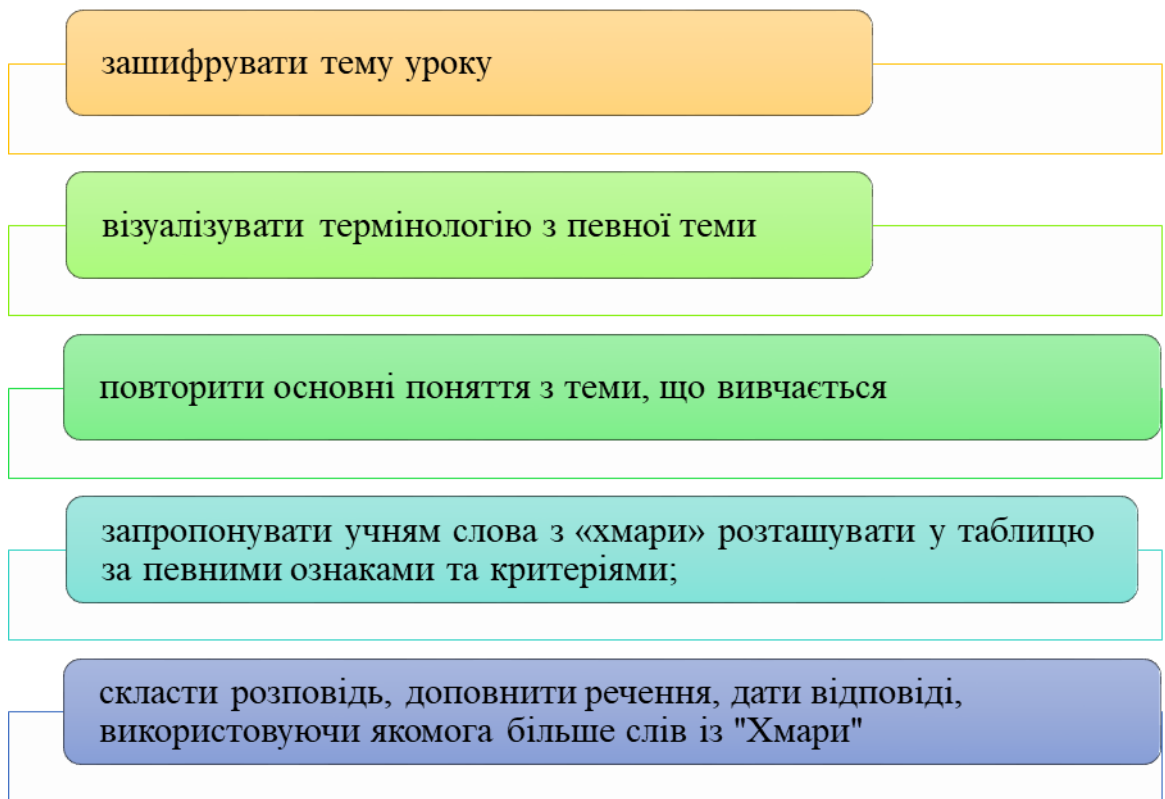 зашифрувати тему уроку
візуалізувати термінологію з певної теми
повторити основні поняття з теми, що вивчається
запропонувати учням слова з «хмари» розташувати у таблицю
за певними ознаками та критеріями;
скласти розповідь, доповнити речення, дати відповіді,
використовуючи якомога більше слів із "Хмари"